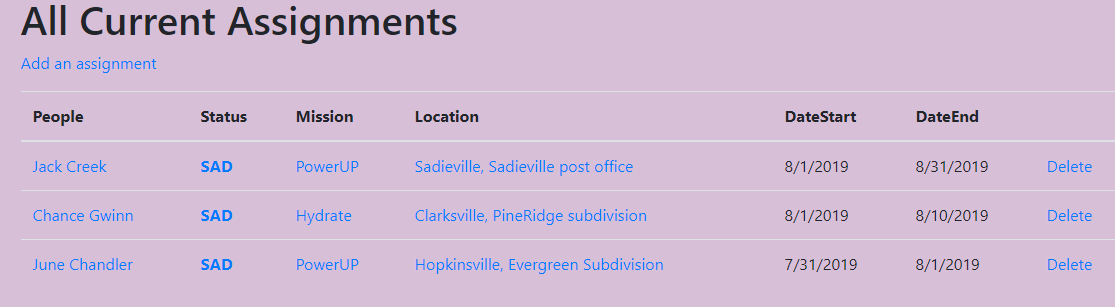 All Current Assignments
Add an assignment
People Status Mission Location DateStart DateEnd
Jack Creek SAD PowerUP Sadieville, Sadieville post office 8/1/2019 8/31/2019 Delete
Chance Gwinn SAD Hydrate Clarksville, PineRidge subdivision 8/1/2019 8/10/2019 Delete
June Chandler SAD PowerUP Hopkinsville, Evergreen Subdivision 7/31/2019 8/1/2019 Delete